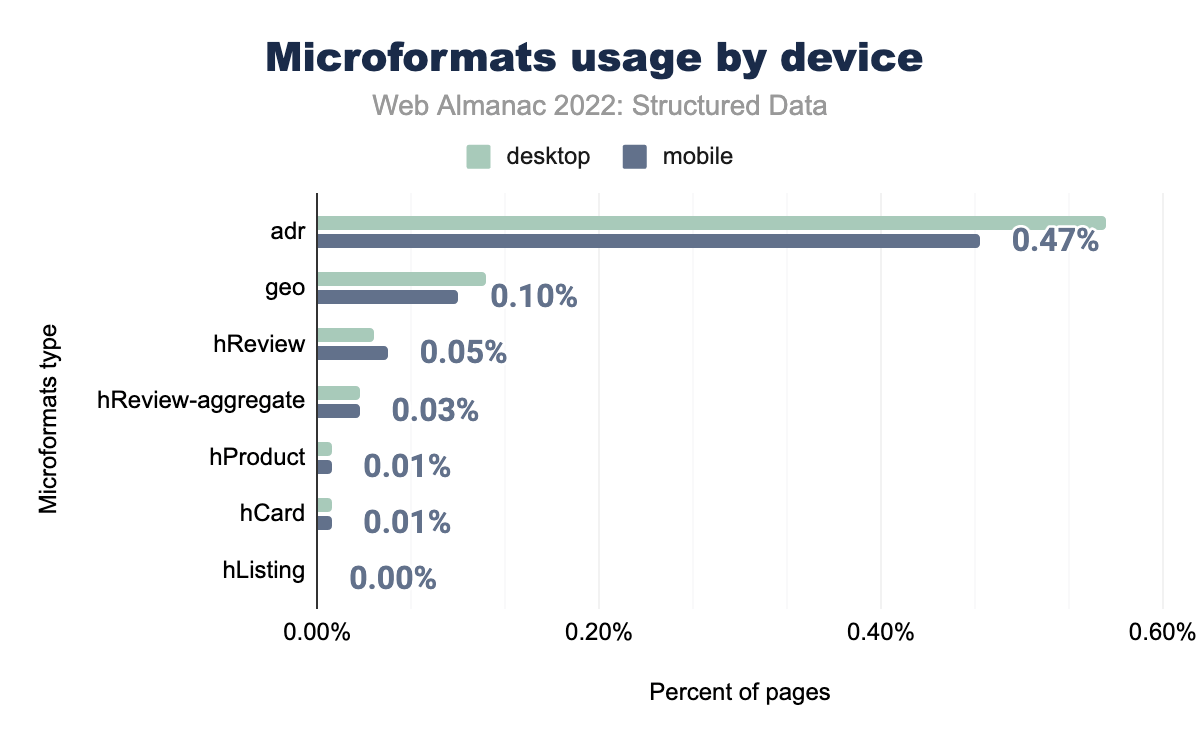 Microformats usage by device
Web Almanac 2022: Structured Data
desktop mobile
Microformats type
adr 0.47%
geo 0.10%
hReview 0.05%
hReview-aggregate 0.03%
hProduct 0.01%
hCard 0.01%
hListing 0.00%
0.00% 0.20% 0.40% 0.60%
Percent of pages